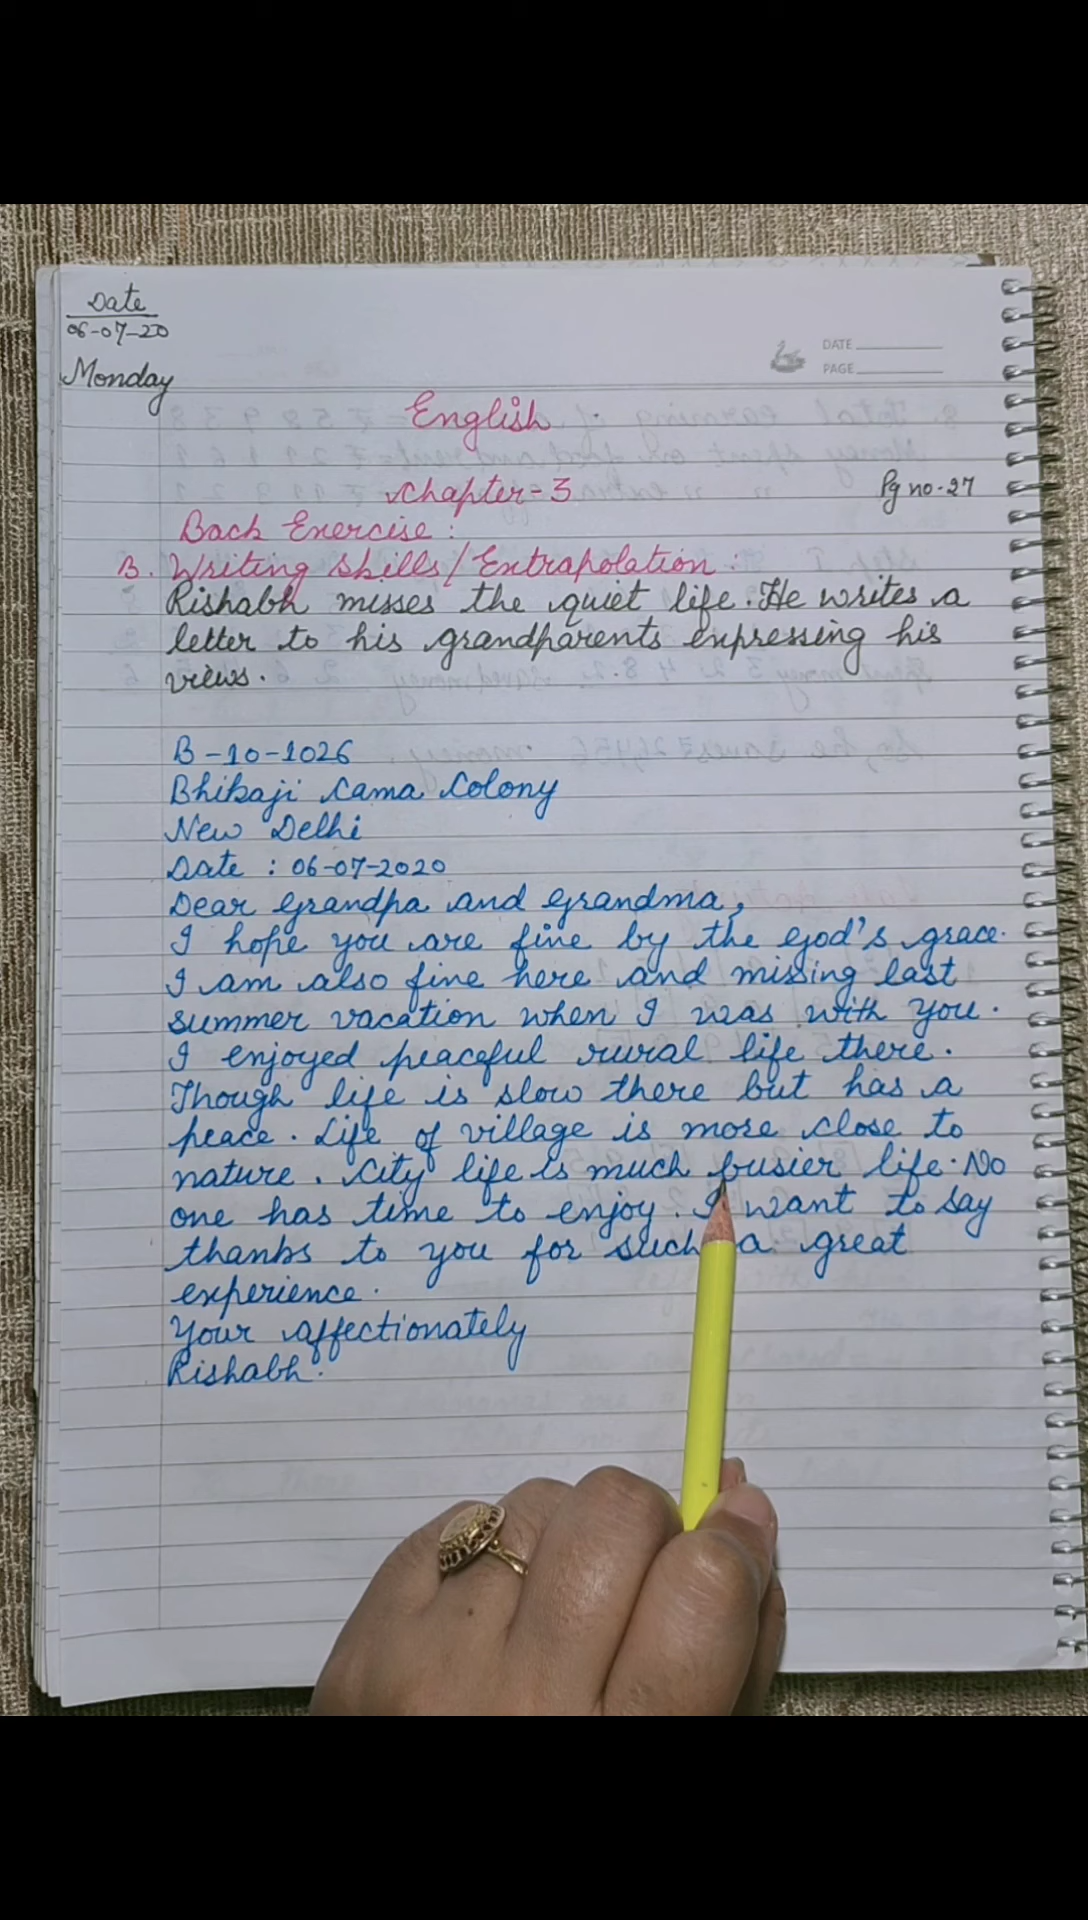 Date
06-07-20
Monday
DATE
PAGE
English
Chapter-3
Pg no-27
Back Exercise :
B. Writing Skills/Extrapolation :
Rishabh misses the quiet life. He writes a
letter to his grandparents expressing his
views.
B-10-1026
Bhikaji Cama Colony
New Delhi
Date : 06-07-2020
Dear Grandpa and Grandma,
I hope you are fine by the God's grace.
I am also fine here and missing last
summer vacation when I was with you.
I enjoyed peaceful rural life there.
Though life is slow there but has a
peace. Life of village is more close to
nature. City life is much busier life. No
one has time to enjoy. I want to say
thanks to you for such a great
experience.
Your affectionately
Rishabh.